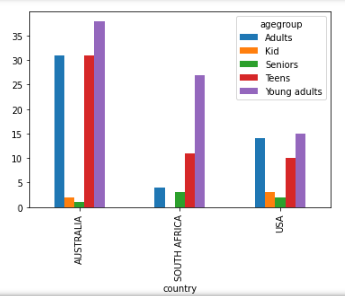 agegroup
Adults
Kid
Seniors
Teens
Young adults
35
30
25
20
15
10
5
0
AUSTRALIA
SOUTH AFRICA
USA
country